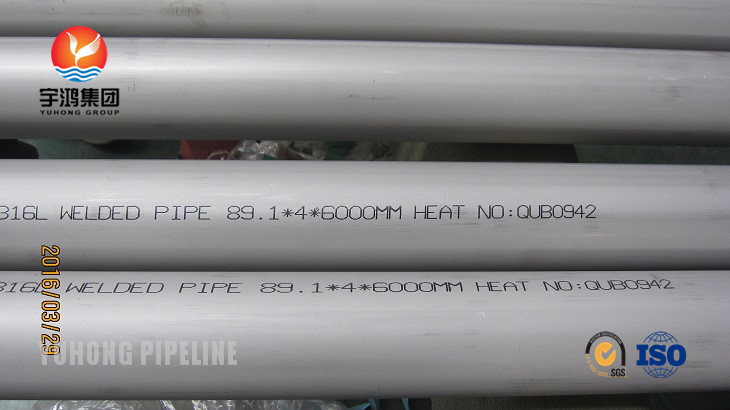 宇鸿集团
YUHONG GROUP
316L WELDED PIPE 89.1*4*6000MM HEAT NO:QUB0942
316L WELDED PIPE 89.1*4*6000MM HEAT NO:QUB0942
2016/03/29
YUHONG PIPELINE
SGS
ISO